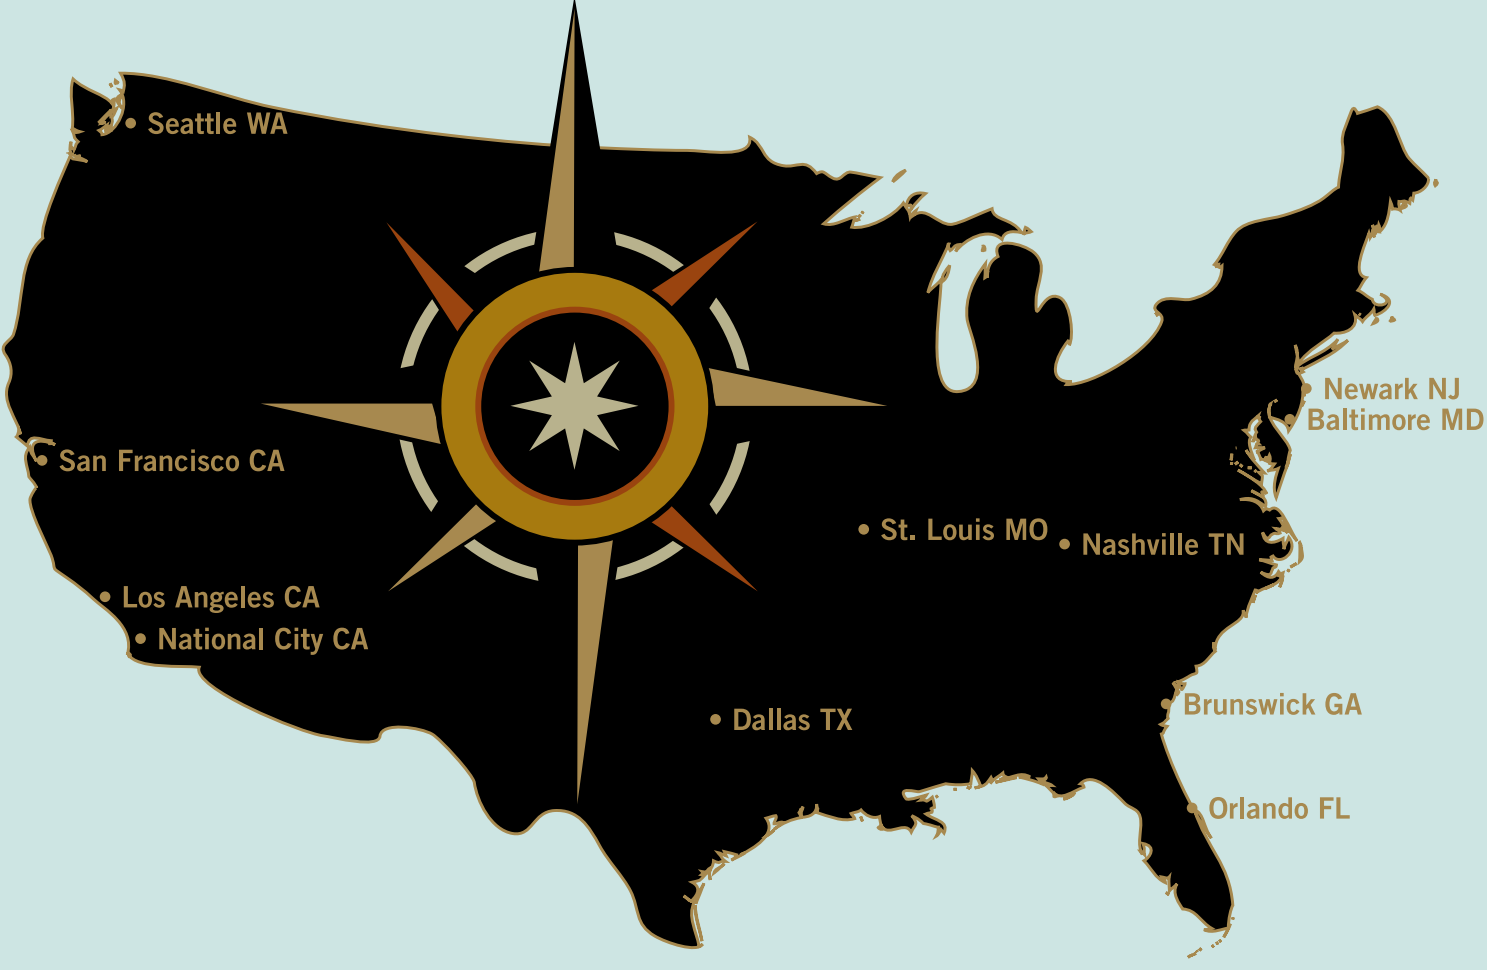 Seattle WA
Newark NJ
Baltimore MD
San Francisco CA
St. Louis MO
Nashville TN
Los Angeles CA
National City CA
Brunswick GA
Dallas TX
Orlando FL